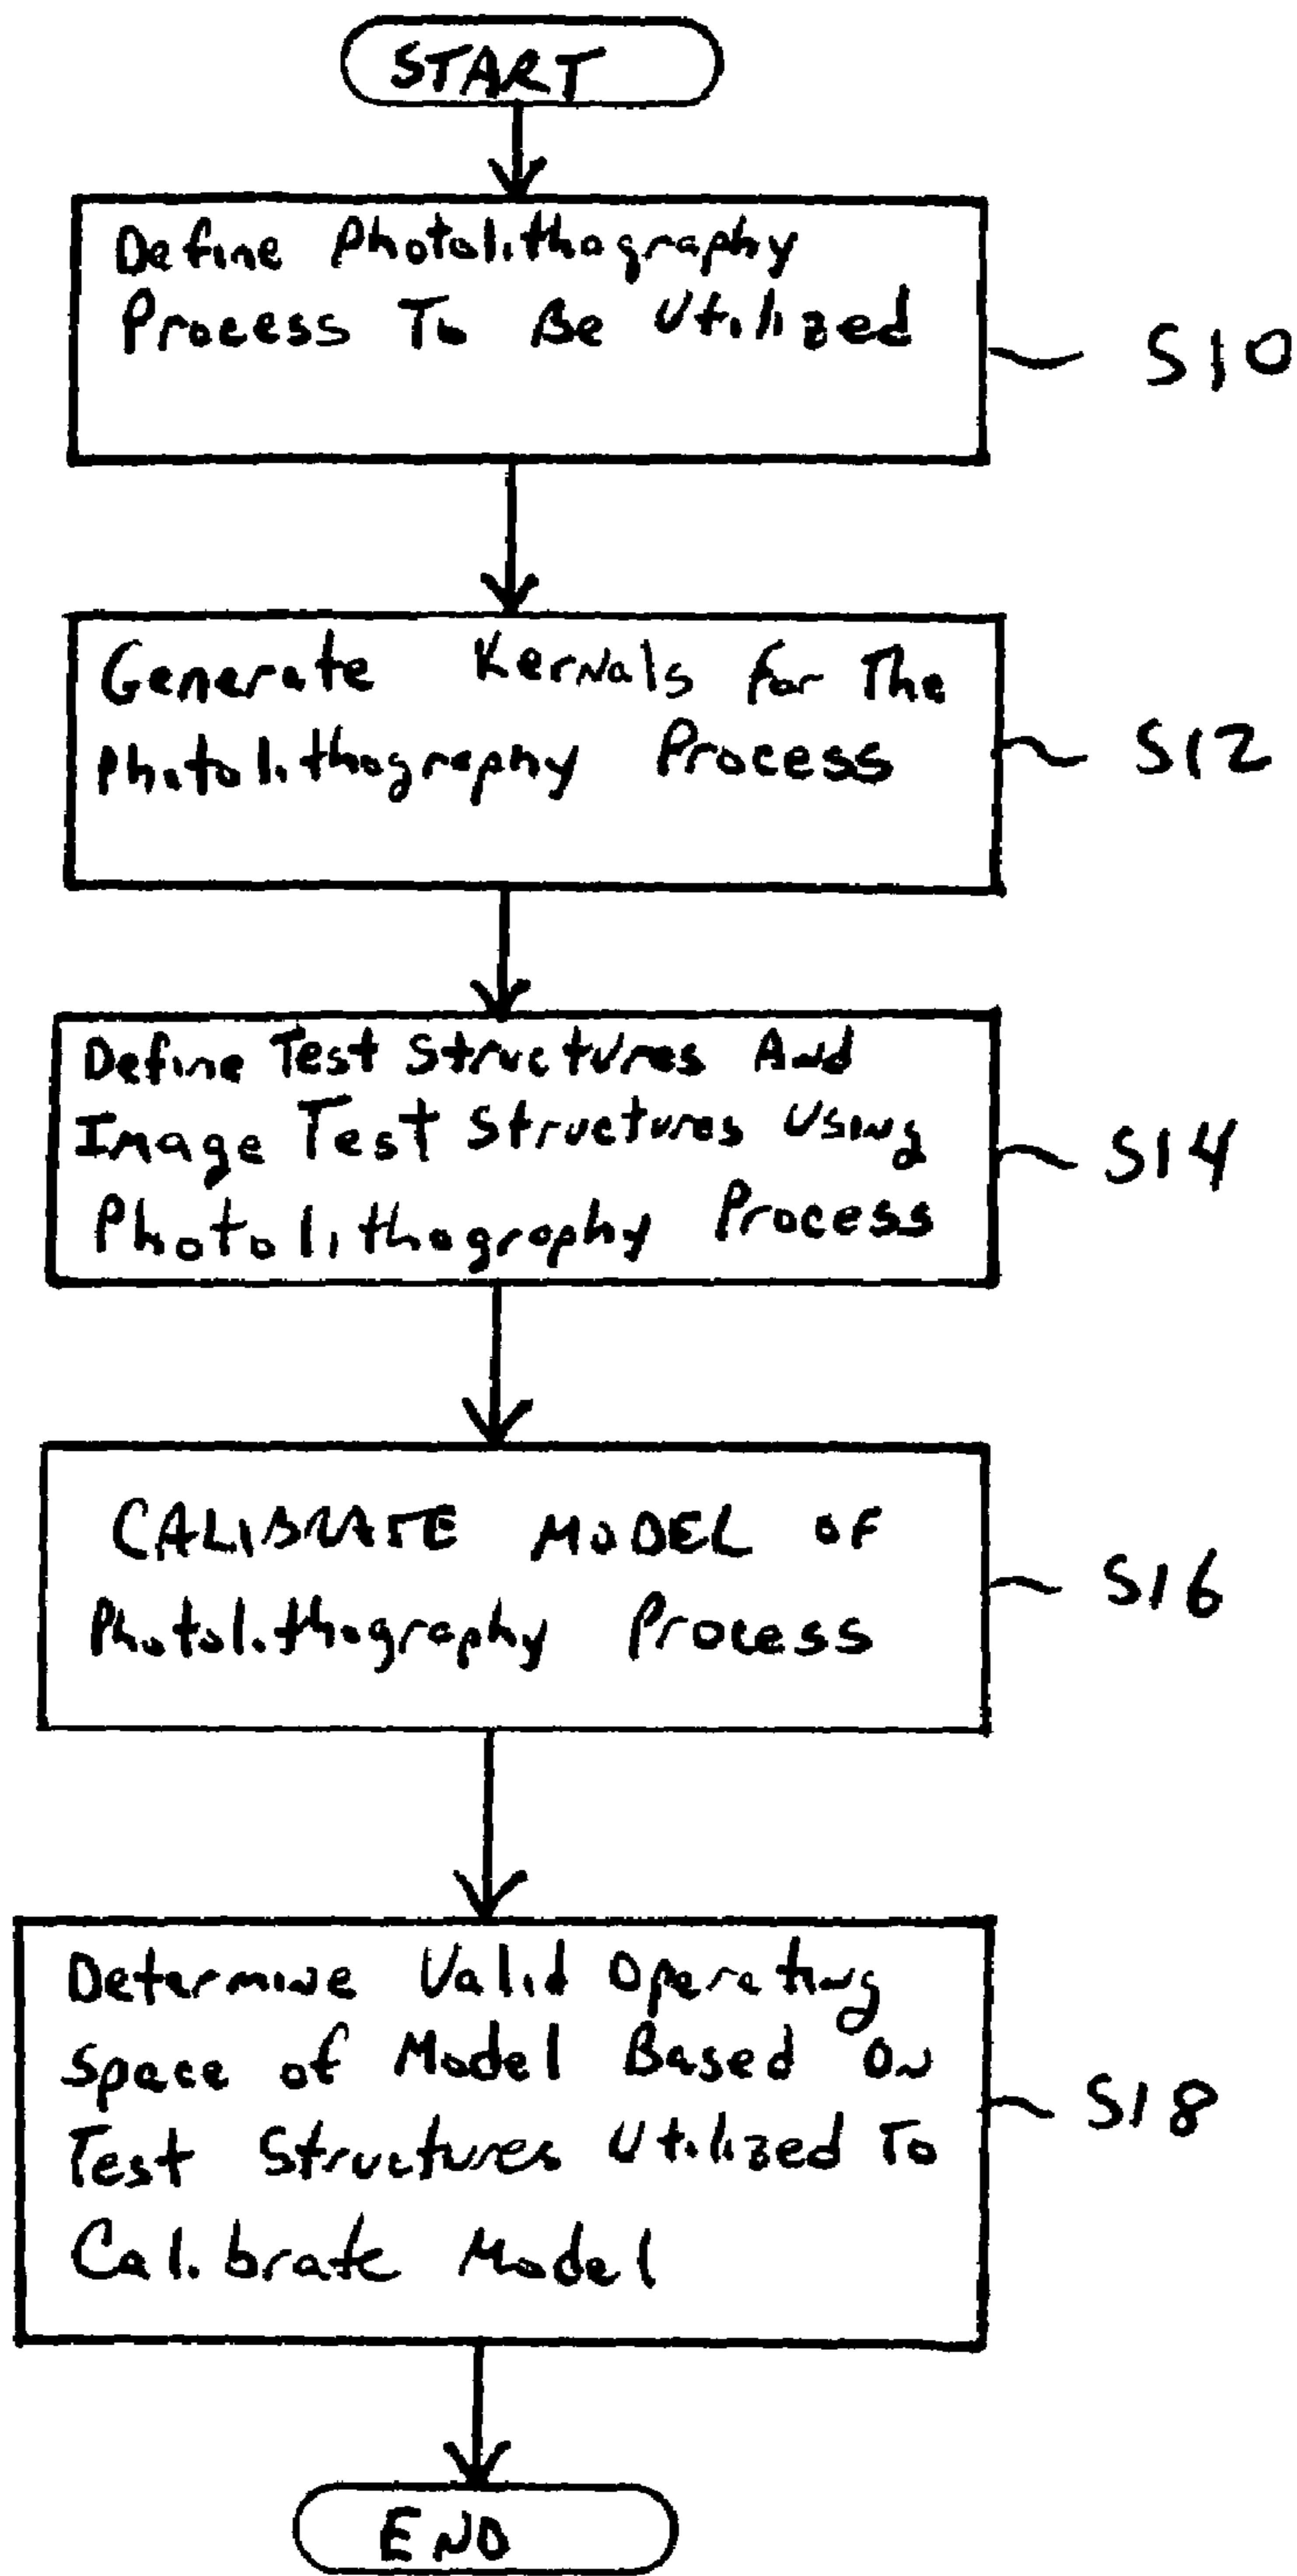 START
Define Photolithography
Process To Be Utilized
S10
Generate Kernals For The
Photolithography Process
S12
Define Test Structures And
Image Test Structures Using
Photolithography Process
S14
CALIBRATE MODEL OF
Photolithography Process
S16
Determine Valid Operating
Space of Model Based On
Test Structures Utilized To
Calibrate Model
S18
END